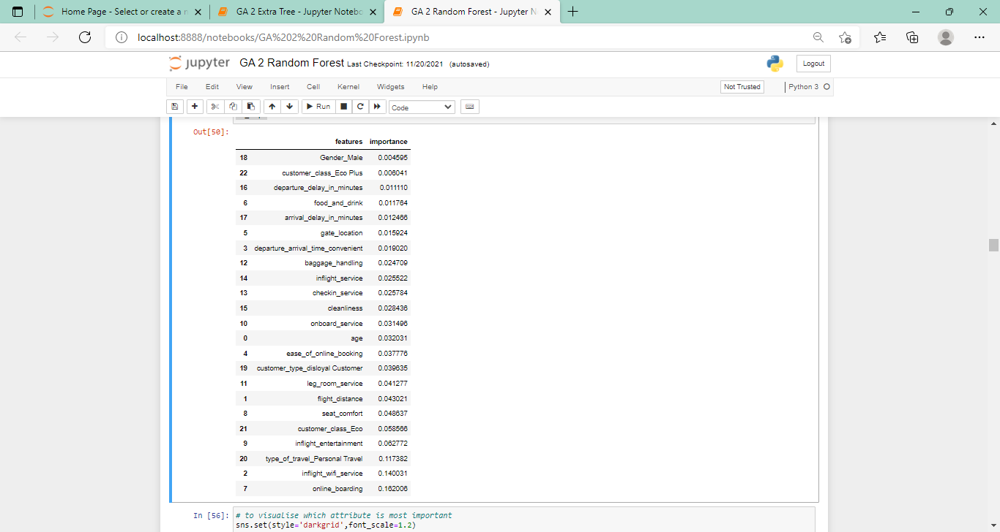 Home Page - Select or create a n
GA 2 Extra Tree - Jupyter Notebo
GA 2 Random Forest - Jupyter N
localhost:8888/notebooks/GA%202%20Random%20Forest.ipynb
jupyter GA 2 Random Forest Last Checkpoint: 11/20/2021 (autosaved)
Logout
File Edit View Insert Cell Kernel Widgets Help
Not Trusted Python 3
Run Code
Out[50]:
features importance
18 Gender_Male 0.004595
22 customer_class_Eco Plus 0.006041
16 departure_delay_in_minutes 0.011110
6 food_and_drink 0.011764
17 arrival_delay_in_minutes 0.012466
5 gate_location 0.015924
3 departure_arrival_time_convenient 0.019020
12 baggage_handling 0.024709
14 inflight_service 0.025522
13 checkin_service 0.025784
15 cleanliness 0.028436
10 onboard_service 0.031496
0 age 0.032031
4 ease_of_online_booking 0.037776
19 customer_type_disloyal Customer 0.039635
11 leg_room_service 0.041277
1 flight_distance 0.043021
8 seat_comfort 0.048637
21 customer_class_Eco 0.058566
9 inflight_entertainment 0.062772
20 type_of_travel_Personal Travel 0.117382
2 inflight_wifi_service 0.140031
7 online_boarding 0.162006
In [56]: # to visualise which attribute is most important
sns.set(style='darkgrid',font_scale=1.2)